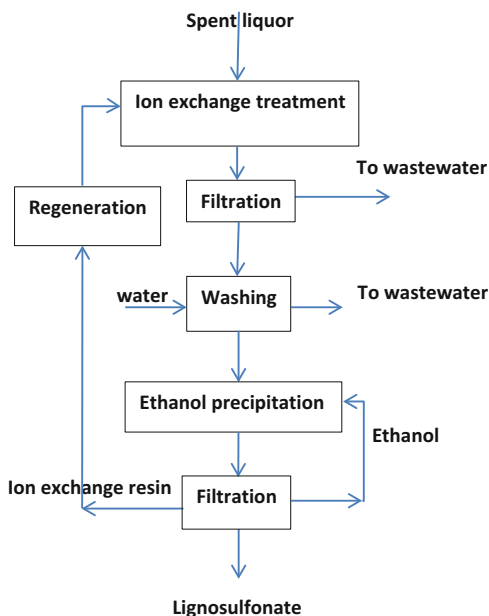 Spent liquor
Ion exchange treatment
To wastewater
Regeneration
Filtration
water
Washing
To wastewater
Ethanol precipitation
Ethanol
Ion exchange resin
Filtration
Lignosulfonate